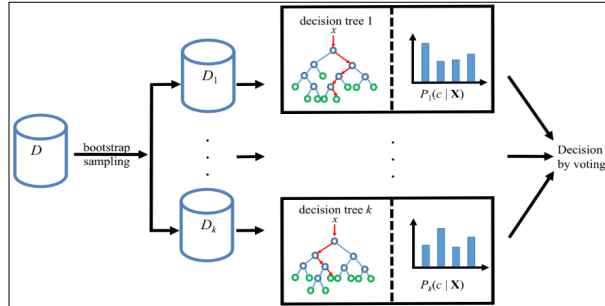 D
bootstrap
sampling
D₁
decision tree 1
x
P₁(c | X)
Dₖ
decision tree k
x
Pₖ(c | X)
Decision
by voting